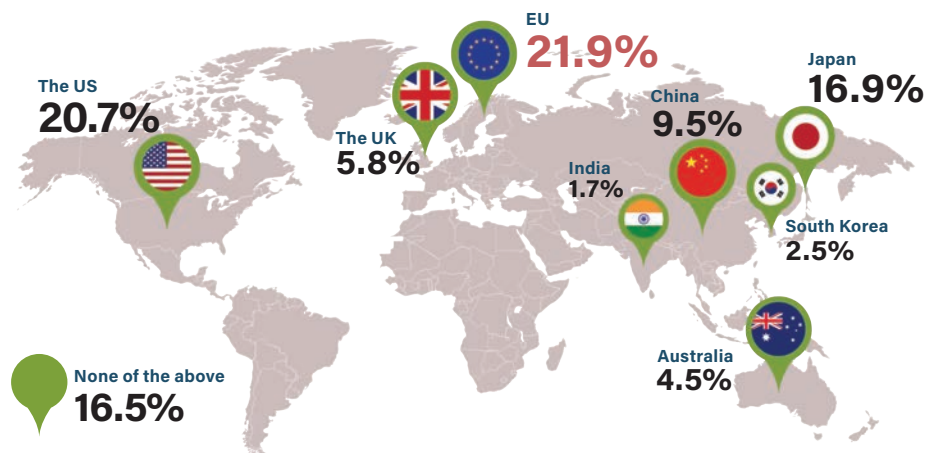 EU
21.9%
The US
20.7%
Japan
16.9%
China
9.5%
The UK
5.8%
India
1.7%
South Korea
2.5%
Australia
4.5%
None of the above
16.5%